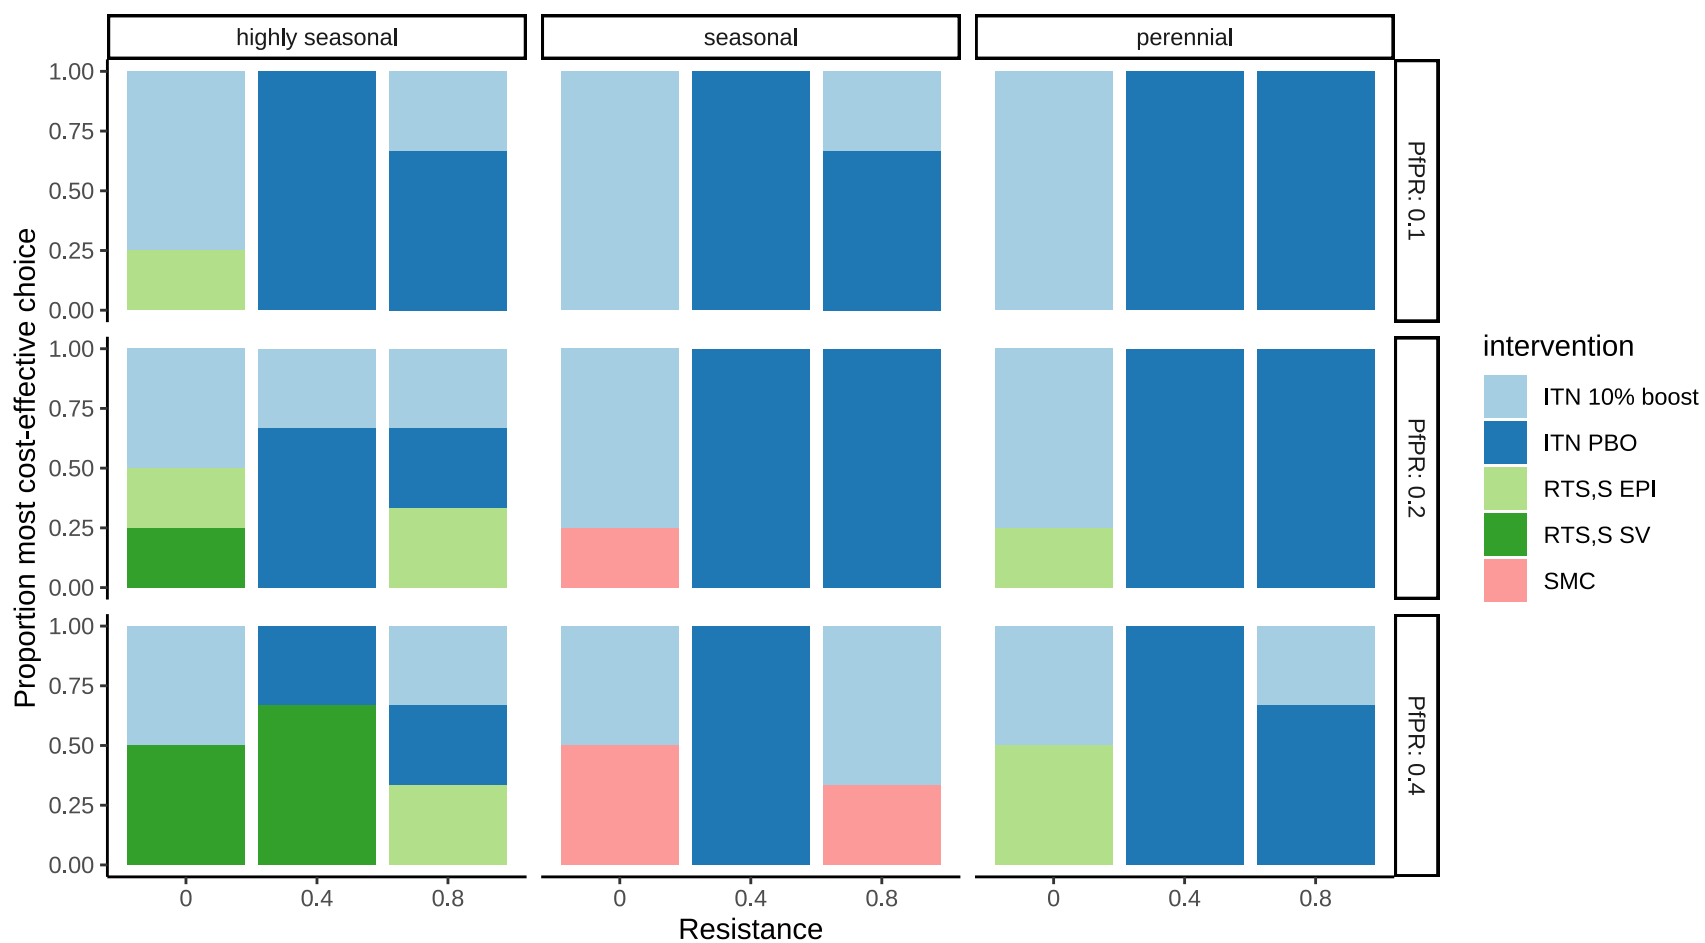 highly seasonal
seasonal
perennial
1.00
0.75
0.50
0.25
0.00
PfPR: 0.1
1.00
0.75
0.50
0.25
0.00
PfPR: 0.2
1.00
0.75
0.50
0.25
0.00
PfPR: 0.4
0
0.4
0.8
0
0.4
0.8
0
0.4
0.8
Resistance
Proportion most cost-effective choice
intervention
ITN 10% boost
ITN PBO
RTS,S EPI
RTS,S SV
SMC